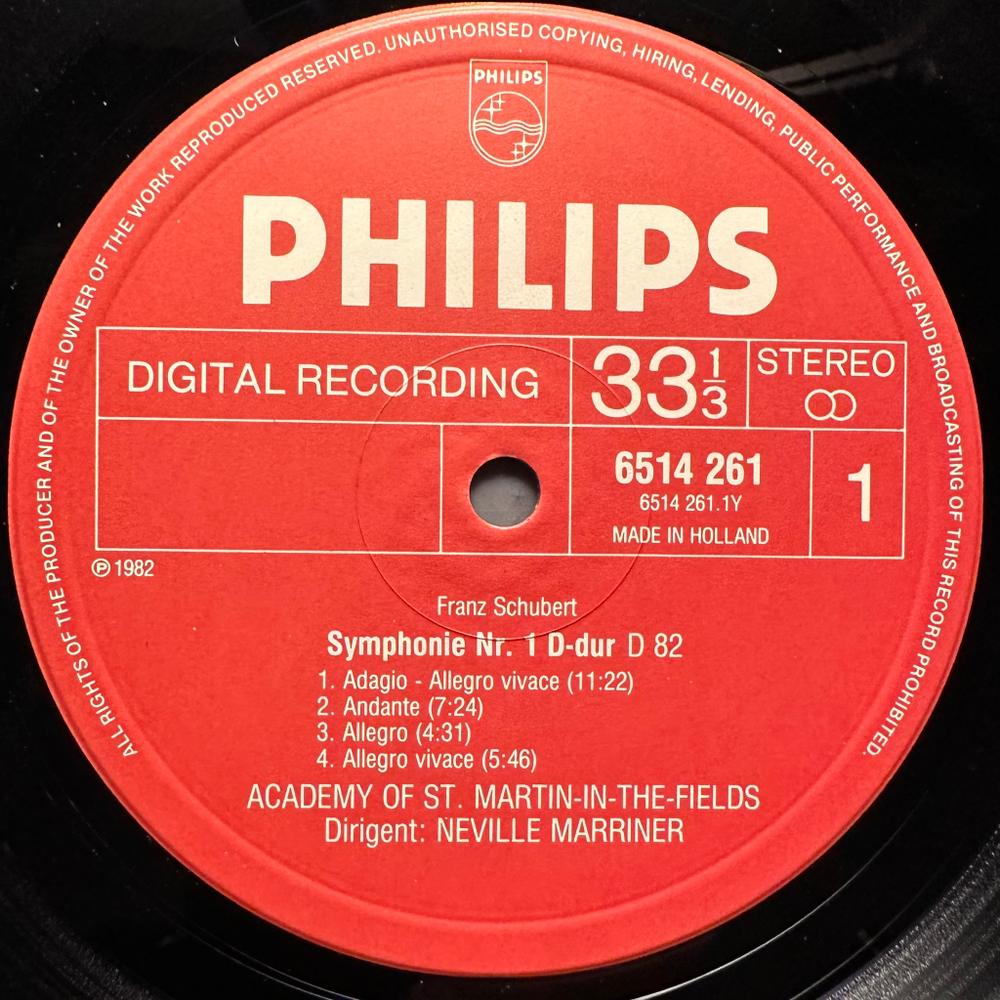 ALL RIGHTS OF THE PRODUCER AND OF THE OWNER OF THE WORK REPRODUCED RESERVED. UNAUTHORISED COPYING, HIRING, LENDING, PUBLIC PERFORMANCE AND BROADCASTING OF THIS RECORD PROHIBITED.
PHILIPS
PHILIPS
DIGITAL RECORDING
33 1/3
STEREO
6514 261
6514 261.1Y
MADE IN HOLLAND
1
℗ 1982
Franz Schubert
Symphonie Nr. 1 D-dur D 82
1. Adagio - Allegro vivace (11:22)
2. Andante (7:24)
3. Allegro (4:31)
4. Allegro vivace (5:46)
ACADEMY OF ST. MARTIN-IN-THE-FIELDS
Dirigent: NEVILLE MARRINER